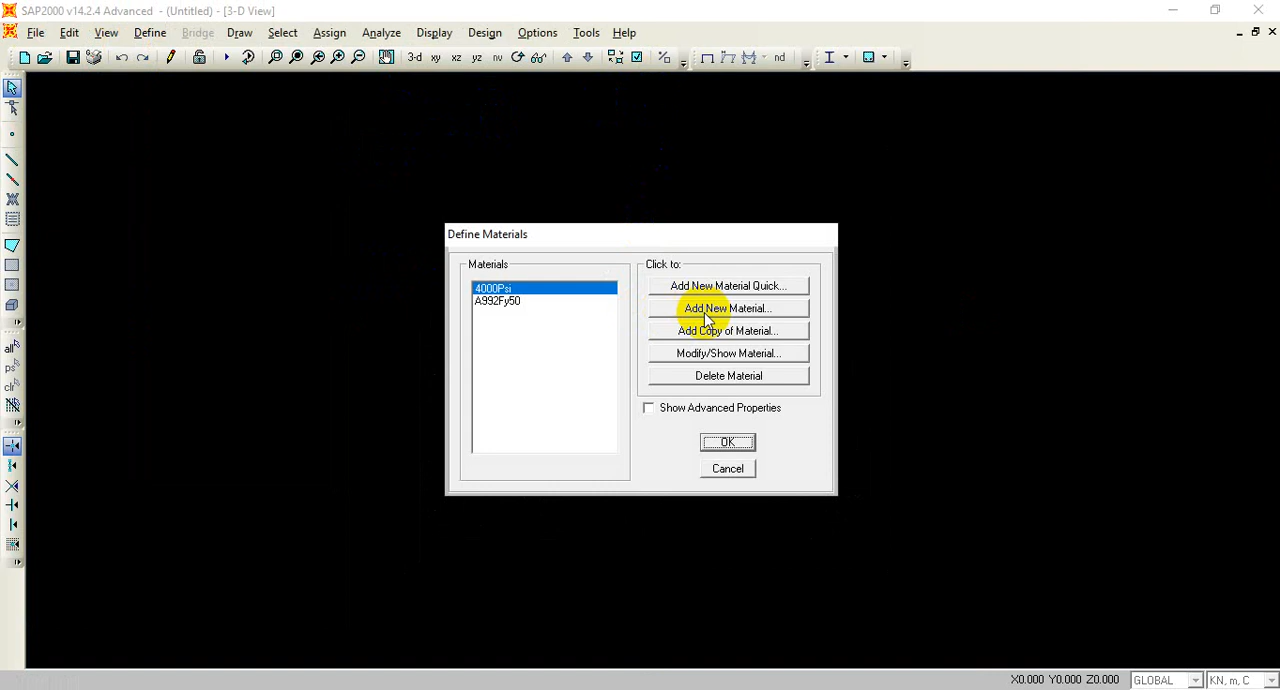 SAP2000 v14.2.4 Advanced - (Untitled) - [3-D View]
File Edit View Define Bridge Draw Select Assign Analyze Display Design Options Tools Help
3-d xy xz yz nv nd
all
ps
clr
Define Materials
Materials
4000Psi
A992Fy50
Click to:
Add New Material Quick...
Add New Material...
Add Copy of Material...
Modify/Show Material...
Delete Material
Show Advanced Properties
OK
Cancel
X0.000 Y0.000 Z0.000 GLOBAL KN, m, C